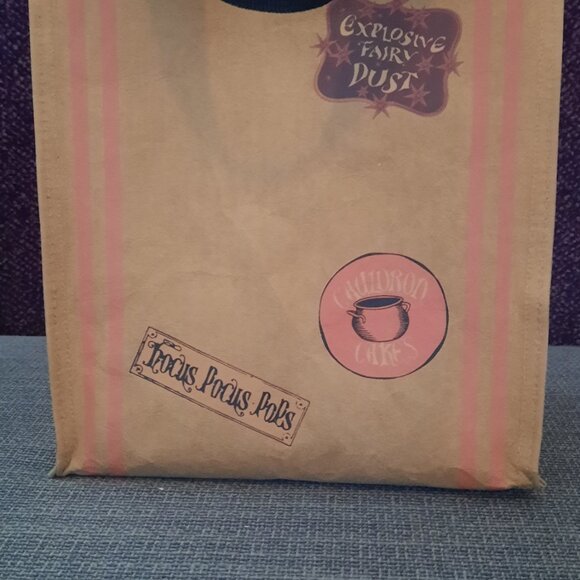 EXPLOSIVE
FAIRY
DUST
CAULDRON
CAKES
HOCUS POCUS POPS